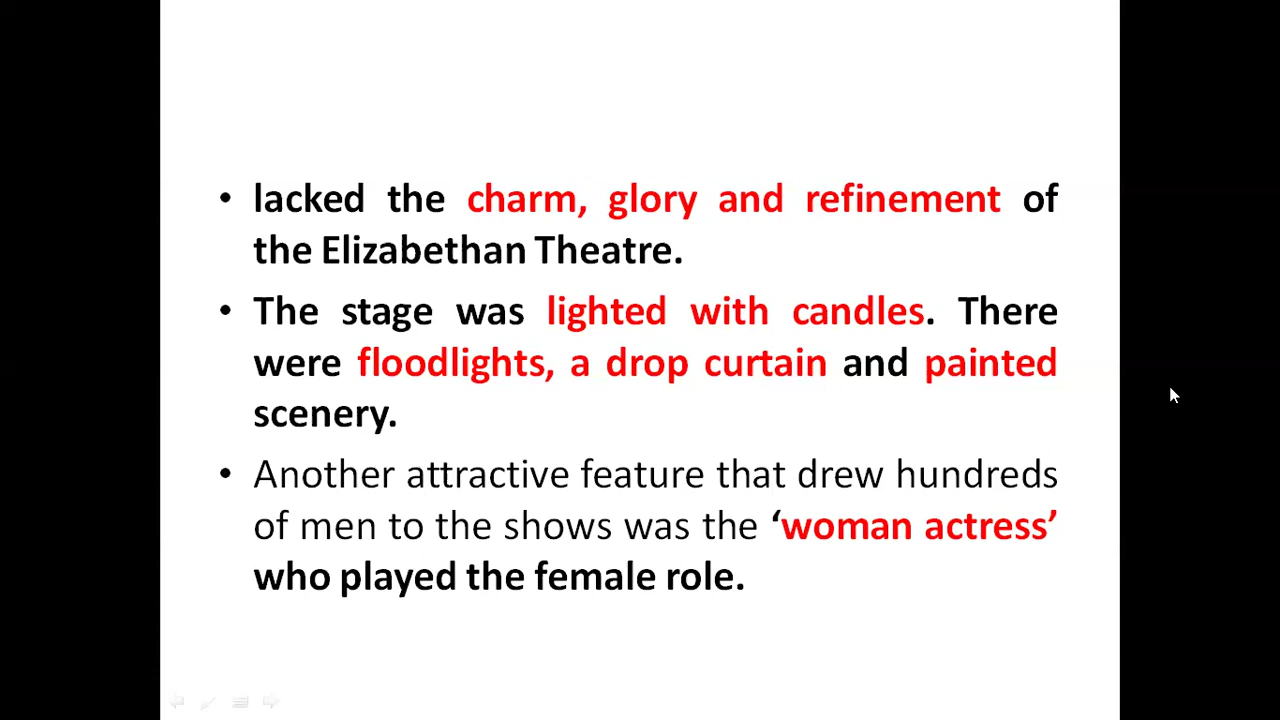 • lacked the charm, glory and refinement of
the Elizabethan Theatre.
• The stage was lighted with candles. There
were floodlights, a drop curtain and painted
scenery.
• Another attractive feature that drew hundreds
of men to the shows was the ‘woman actress’
who played the female role.